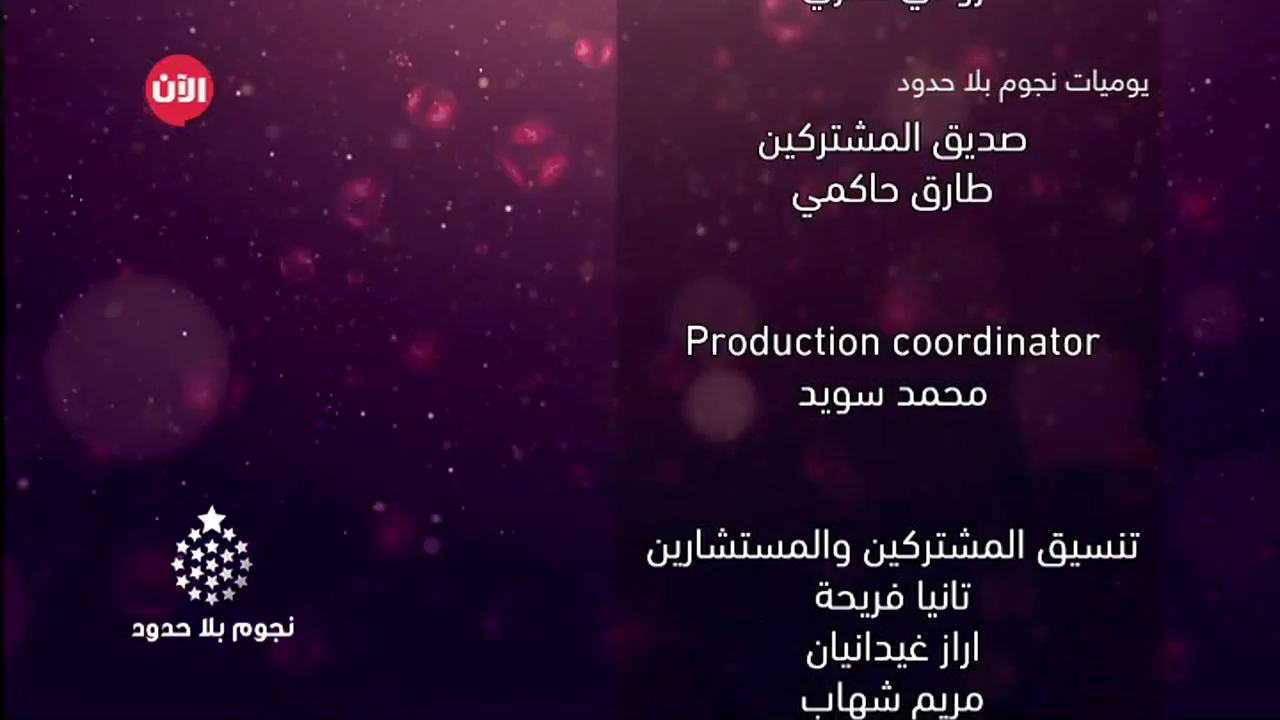 الآن
يوميات نجوم بلا حدود
صديق المشتركين
طارق حاكمي
Production coordinator
محمد سويد
تنسيق المشتركين والمستشارين
تانيا فريحة
اراز غيدانيان
مريم شهاب
نجوم بلا حدود